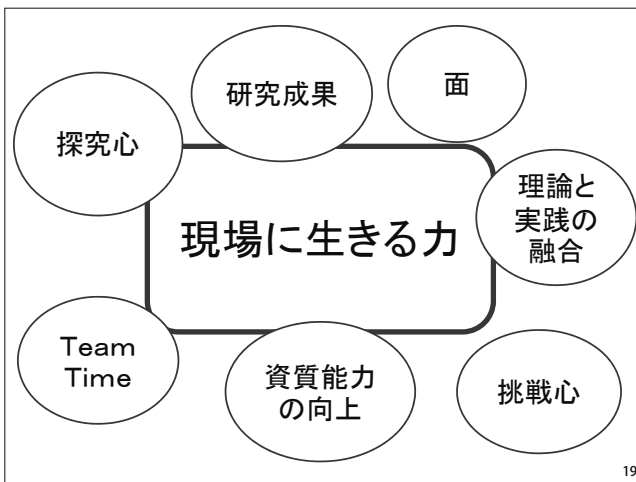 研究成果
面
探究心
理論と
実践の
融合
現場に生きる力
Team
Time
資質能力
の向上
挑戦心
19